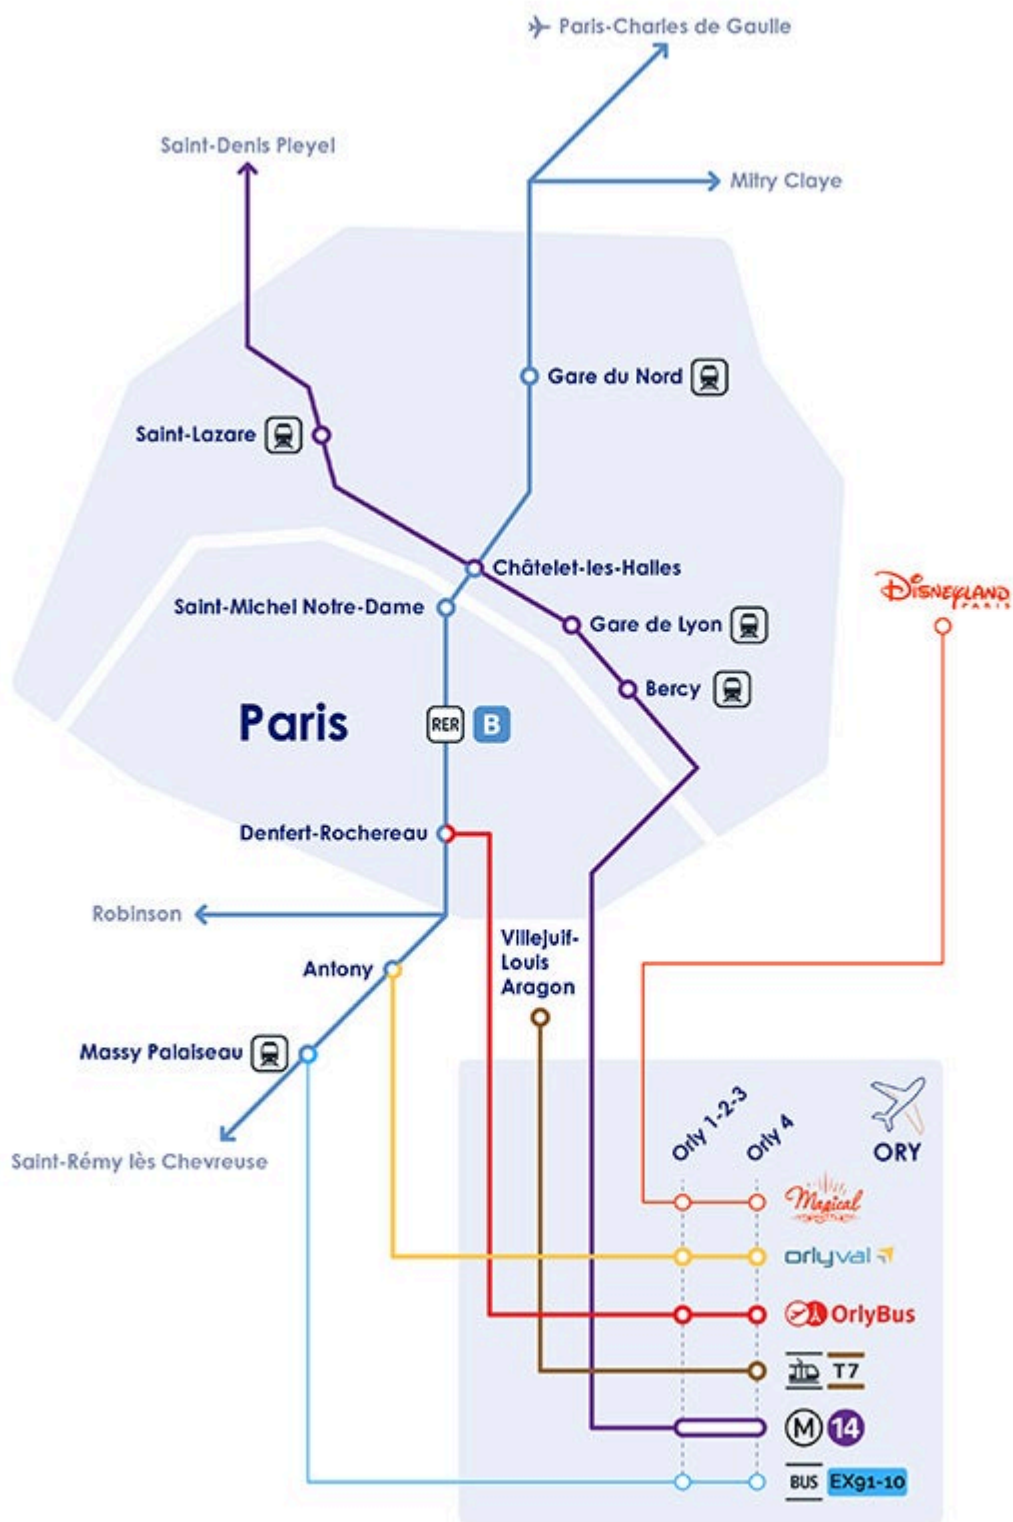 Paris-Charles de Gaulle
Saint-Denis Pleyel
Mitry Claye
Gare du Nord
Saint-Lazare
Châtelet-les-Halles
Disneyland
PARIS
Saint-Michel Notre-Dame
Gare de Lyon
Bercy
Paris
RER B
Denfert-Rochereau
Robinson
Villejuif-
Louis
Aragon
Antony
Massy Palaiseau
Saint-Rémy lès Chevreuse
Orly 1-2-3
Orly 4
ORY
Magical
orlyval
OrlyBus
T7
M 14
BUS EX91-10